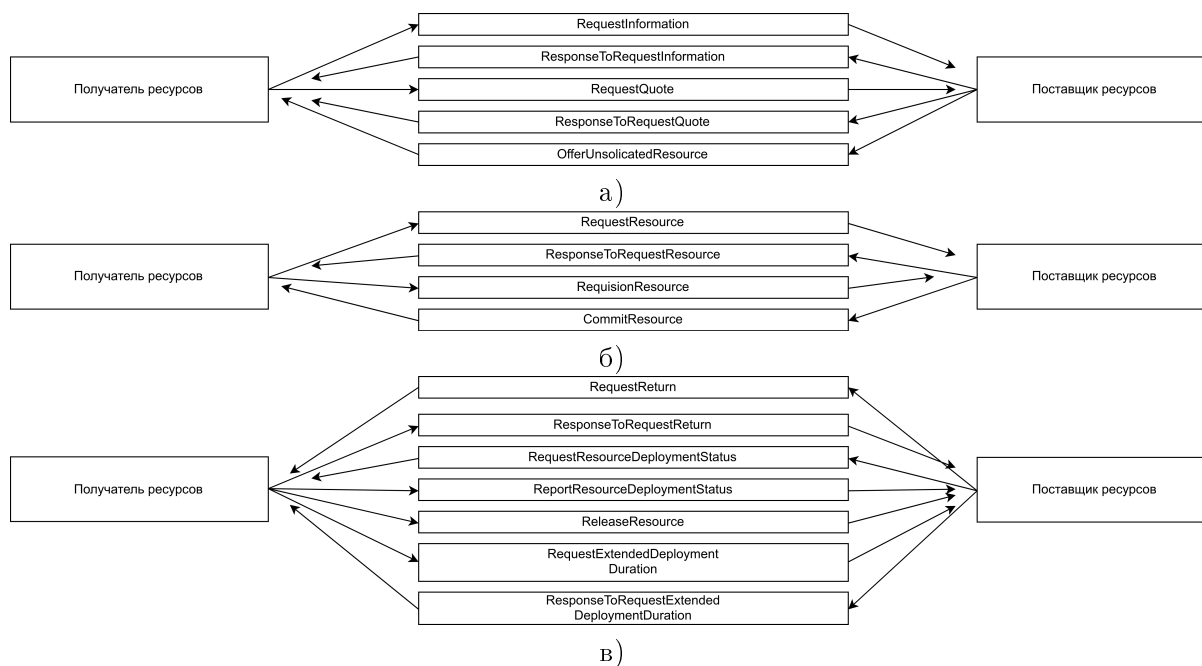 RequestInformation
ResponseToRequestInformation
Получатель ресурсов
RequestQuote
Поставщик ресурсов
ResponseToRequestQuote
OfferUnsolicatedResource
а)
RequestResource
ResponseToRequestResource
Получатель ресурсов
Поставщик ресурсов
RequisionResource
CommitResource
б)
RequestReturn
ResponseToRequestReturn
RequestResourceDeploymentStatus
Получатель ресурсов
ReportResourceDeploymentStatus
Поставщик ресурсов
ReleaseResource
RequestExtendedDeployment
Duration
ResponseToRequestExtended
DeploymentDuration
в)